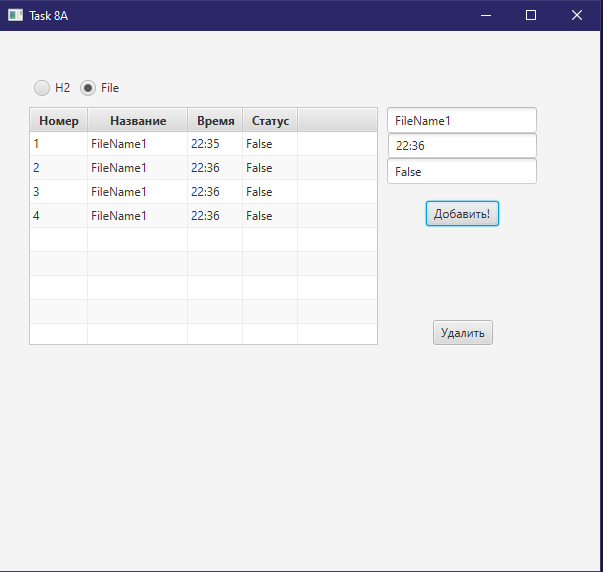 Task 8A
H2 File
Номер Название Время Статус
1 FileName1 22:35 False
2 FileName1 22:36 False
3 FileName1 22:36 False
4 FileName1 22:36 False
FileName1
22:36
False
Добавить!
Удалить